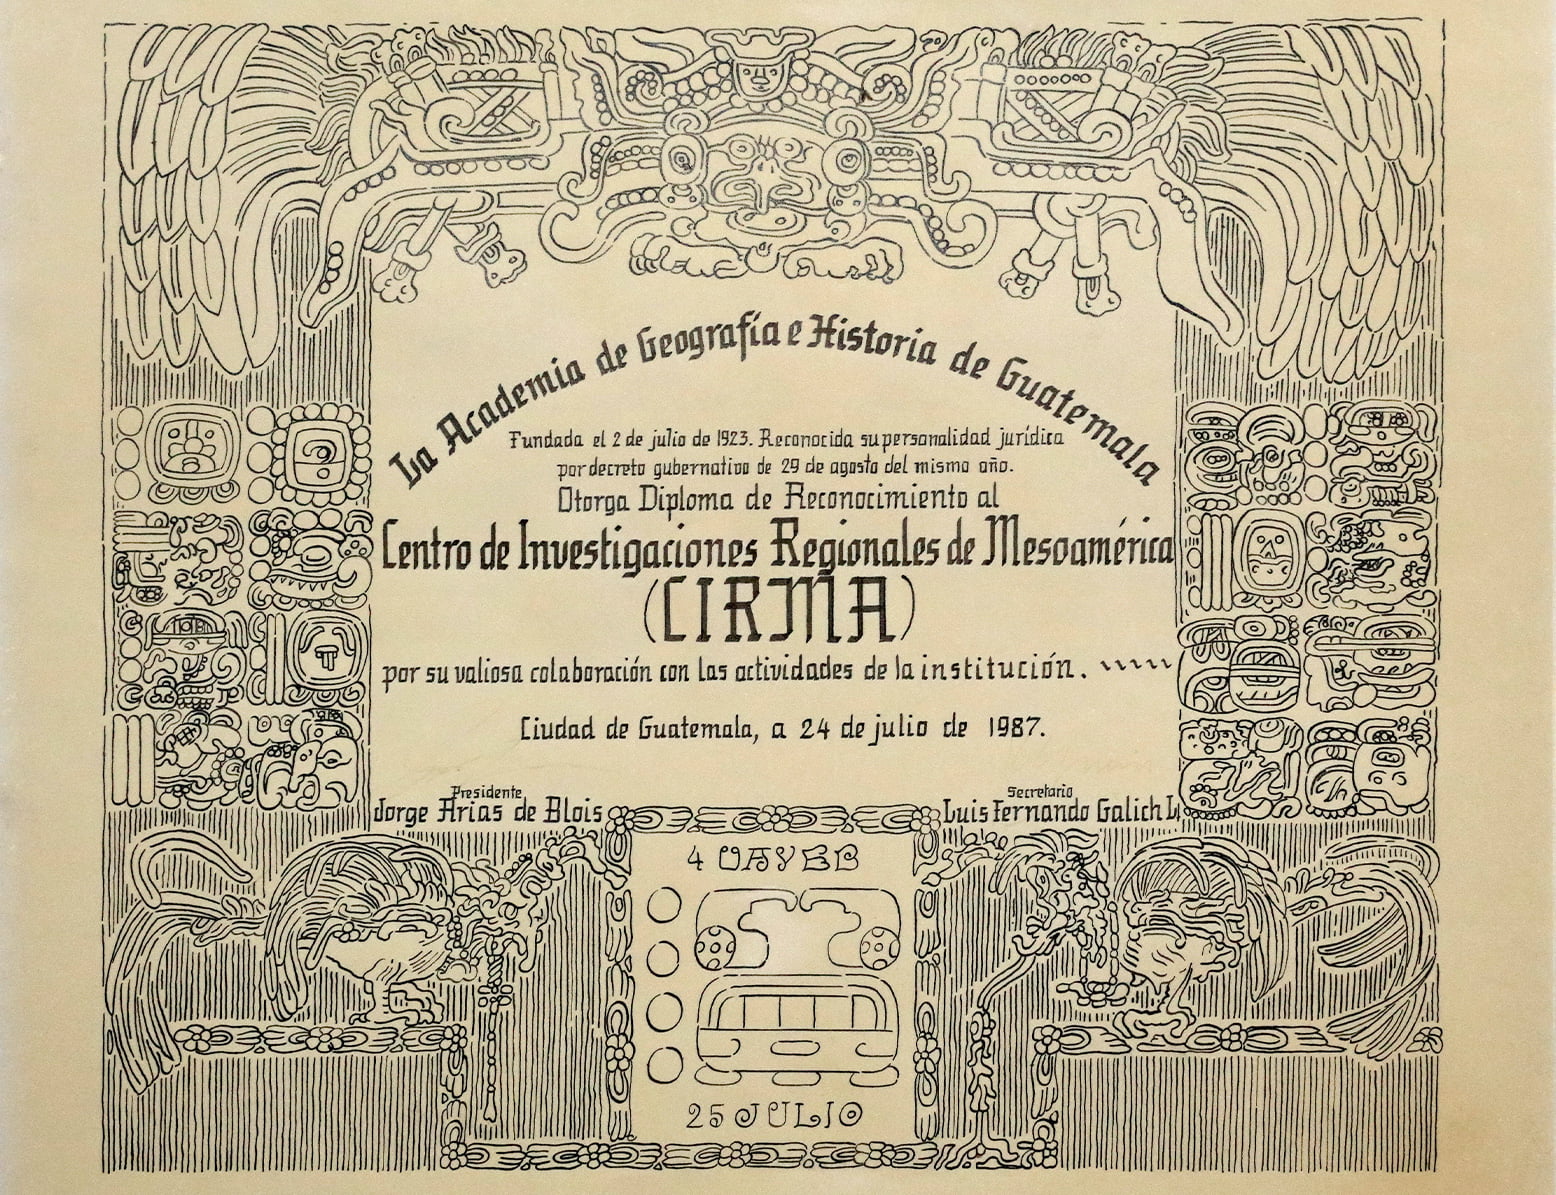 La Academia de Geografía e Historia de Guatemala
Fundada el 2 de julio de 1923. Reconocida su personalidad jurídica
por decreto gubernativo de 29 de agosto del mismo año.
Otorga Diploma de Reconocimiento al
Centro de Investigaciones Regionales de Mesoamérica
(CIRMA)
por su valiosa colaboración con las actividades de la institución.
Ciudad de Guatemala, a 24 de julio de 1987.
Presidente
Jorge Arias de Blois
Secretario
Luis Fernando Galich L.
4 UAYEB
25 JULIO